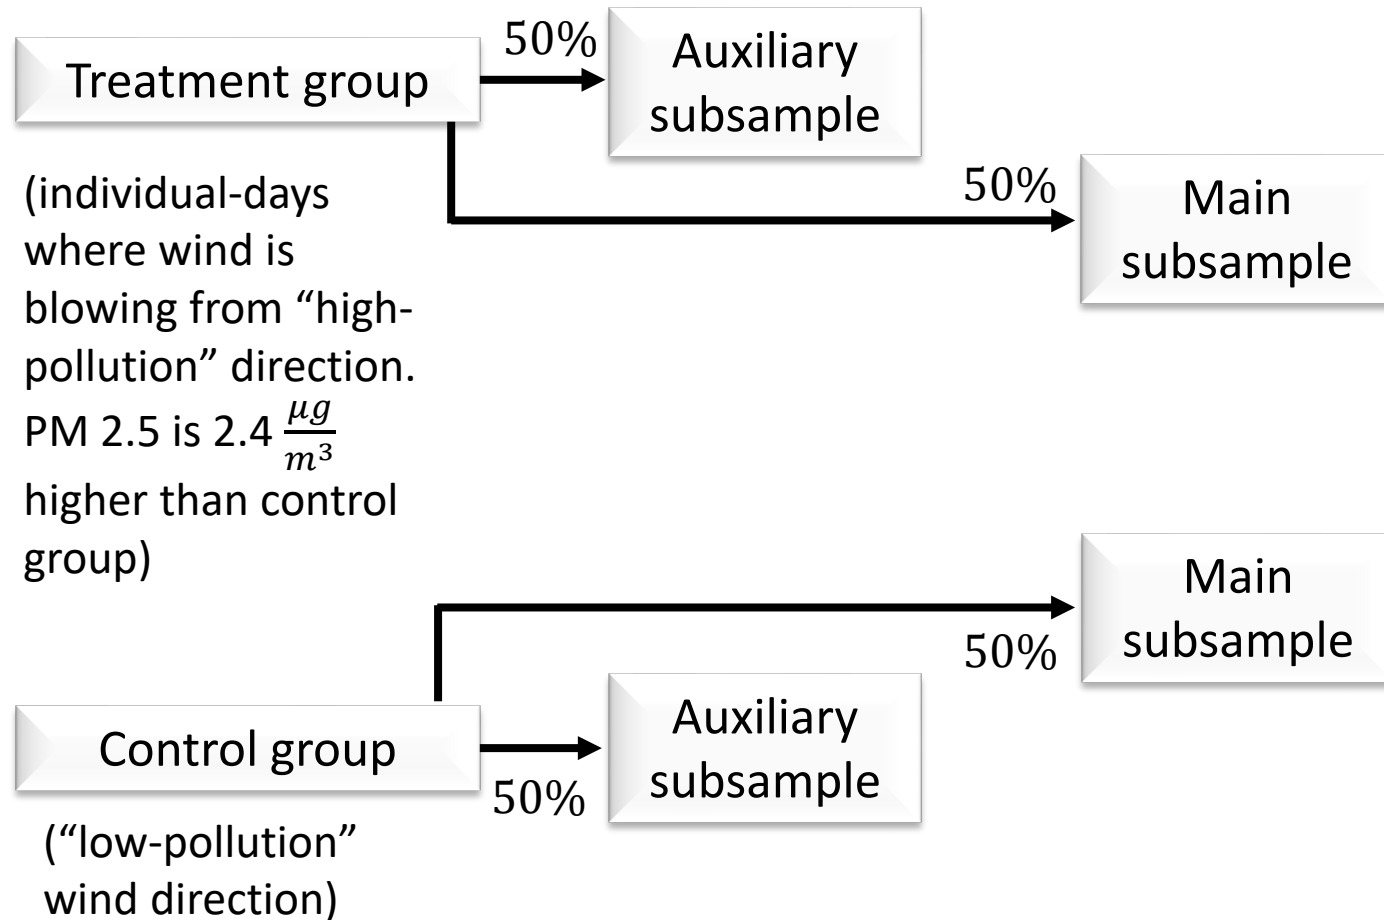 50%
Treatment group
Auxiliary
subsample
50%
Main
subsample
(individual-days
where wind is
blowing from “high-
pollution” direction.
PM 2.5 is 2.4 μg/m³
higher than control
group)
Main
subsample
50%
Control group
50%
Auxiliary
subsample
(“low-pollution”
wind direction)